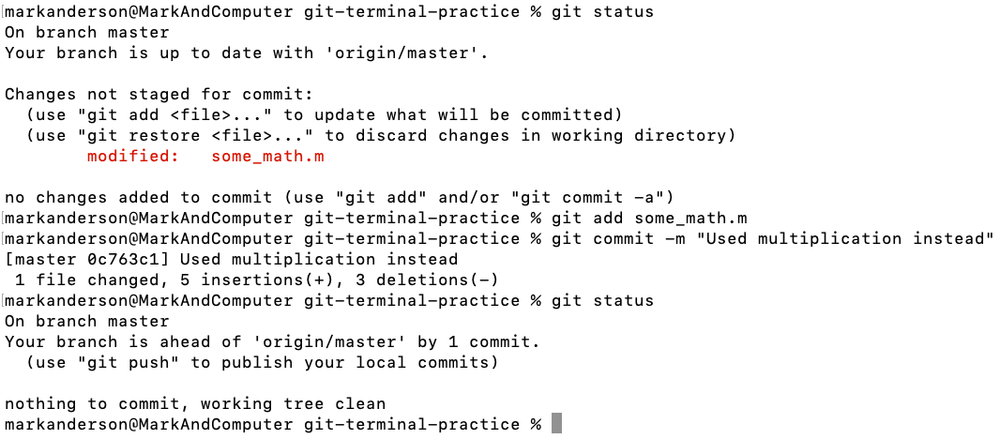 markanderson@MarkAndComputer git-terminal-practice % git status
On branch master
Your branch is up to date with 'origin/master'.

Changes not staged for commit:
  (use "git add <file>..." to update what will be committed)
  (use "git restore <file>..." to discard changes in working directory)
        modified:   some_math.m

no changes added to commit (use "git add" and/or "git commit -a")
markanderson@MarkAndComputer git-terminal-practice % git add some_math.m
markanderson@MarkAndComputer git-terminal-practice % git commit -m "Used multiplication instead"
[master 0c763c1] Used multiplication instead
 1 file changed, 5 insertions(+), 3 deletions(-)
markanderson@MarkAndComputer git-terminal-practice % git status
On branch master
Your branch is ahead of 'origin/master' by 1 commit.
  (use "git push" to publish your local commits)

nothing to commit, working tree clean
markanderson@MarkAndComputer git-terminal-practice %